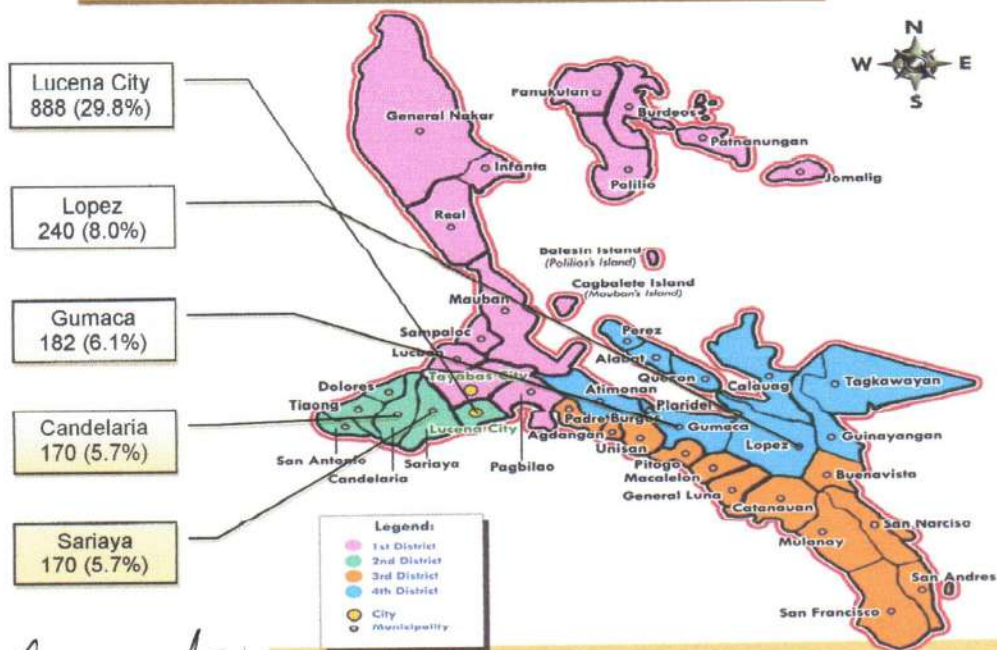 N
W E
S
Lucena City
888 (29.8%)
Lopez
240 (8.0%)
Gumaca
182 (6.1%)
Candelaria
170 (5.7%)
Sariaya
170 (5.7%)
General Nakar
Infanta
Real
Panukulan
Burdeos
Patnanungan
Polilio
Jomalig
Balesin Island
(Polilios's Island)
Cagbalete Island
(Mauban's Island)
Mauban
Sampaloc
Lucban
Tayabas City
Dolores
Tiaong
San Antonio
Candelaria
Sariaya
Lucena City
Pagbilao
Perez
Alabat
Quezon
Calauag
Tagkawayan
Atimonan
Plaridel
Padre Burgos
Gumaca
Agdangan
Lopez
Guinayangan
Unisan
Pitogo
Buenavista
Macalelon
General Luna
Catanauan
San Narciso
Mulanay
San Andres
San Francisco
Legend:
1st District
2nd District
3rd District
4th District
City
Municipality